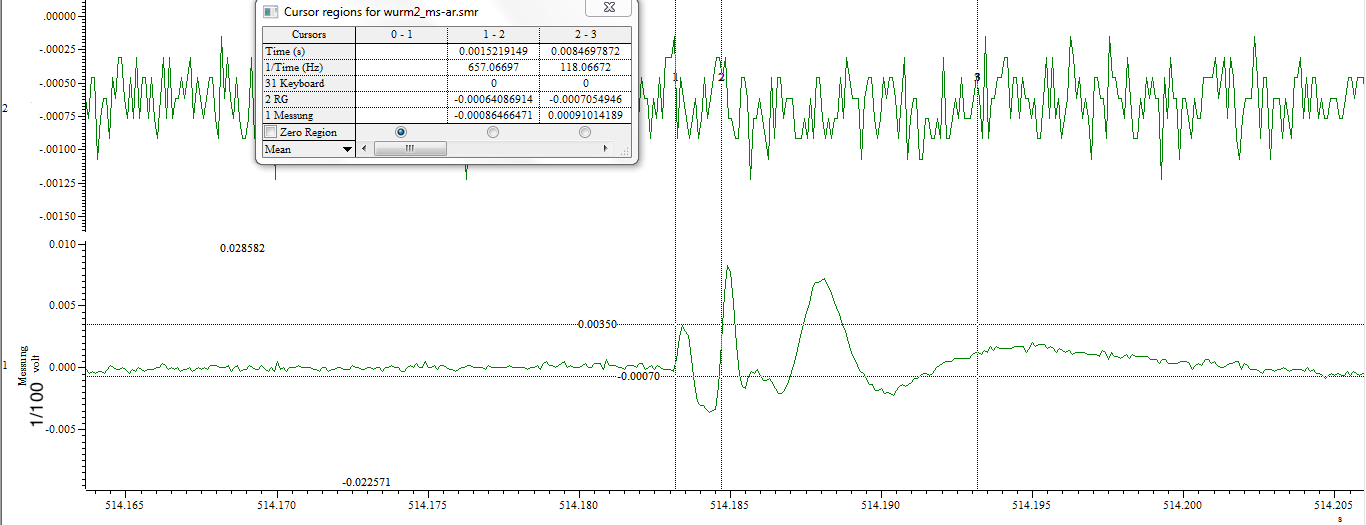 Cursor regions for wurm2_ms-ar.smr
Cursors 0 - 1 1 - 2 2 - 3
Time (s) 0.0015219149 0.0084697872
1/Time (Hz) 657.06697 118.06672
31 Keyboard 0 0
2 RG -0.00064086914 -0.0007054946
1 Messung -0.00086466471 0.00091014189
Zero Region
Mean
.00000
-.00025
-.00050
-.00075
-.00100
-.00125
-.00150
2
1 2 3
0.010
0.005
0.000
-0.005
0.028582
0.00350
-0.00070
-0.022571
1
Messung
volt
1/100
514.165 514.170 514.175 514.180 514.185 514.190 514.195 514.200 514.205
s